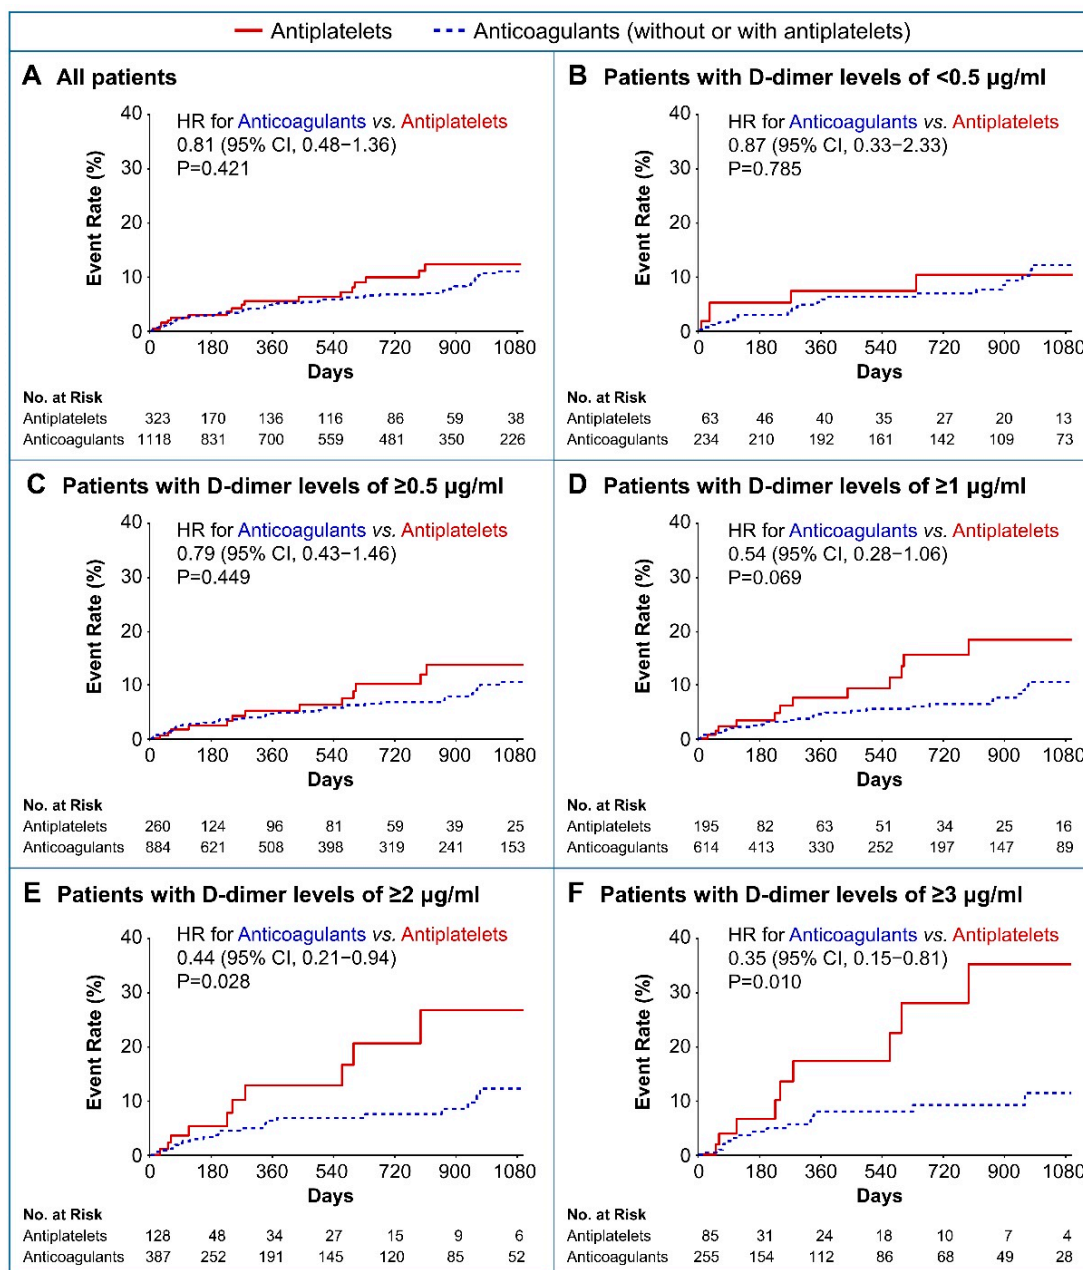 Antiplatelets Anticoagulants (without or with antiplatelets)
A All patients
HR for Anticoagulants vs. Antiplatelets
0.81 (95% CI, 0.48−1.36)
P=0.421
Event Rate (%)
40
30
20
10
0
0 180 360 540 720 900 1080
Days
No. at Risk
Antiplatelets 323 170 136 116 86 59 38
Anticoagulants 1118 831 700 559 481 350 226
B Patients with D-dimer levels of <0.5 µg/ml
HR for Anticoagulants vs. Antiplatelets
0.87 (95% CI, 0.33−2.33)
P=0.785
Event Rate (%)
40
30
20
10
0
0 180 360 540 720 900 1080
Days
No. at Risk
Antiplatelets 63 46 40 35 27 20 13
Anticoagulants 234 210 192 161 142 109 73
C Patients with D-dimer levels of ≥0.5 µg/ml
HR for Anticoagulants vs. Antiplatelets
0.79 (95% CI, 0.43−1.46)
P=0.449
Event Rate (%)
40
30
20
10
0
0 180 360 540 720 900 1080
Days
No. at Risk
Antiplatelets 260 124 96 81 59 39 25
Anticoagulants 884 621 508 398 319 241 153
D Patients with D-dimer levels of ≥1 µg/ml
HR for Anticoagulants vs. Antiplatelets
0.54 (95% CI, 0.28−1.06)
P=0.069
Event Rate (%)
40
30
20
10
0
0 180 360 540 720 900 1080
Days
No. at Risk
Antiplatelets 195 82 63 51 34 25 16
Anticoagulants 614 413 330 252 197 147 89
E Patients with D-dimer levels of ≥2 µg/ml
HR for Anticoagulants vs. Antiplatelets
0.44 (95% CI, 0.21−0.94)
P=0.028
Event Rate (%)
40
30
20
10
0
0 180 360 540 720 900 1080
Days
No. at Risk
Antiplatelets 128 48 34 27 15 9 6
Anticoagulants 387 252 191 145 120 85 52
F Patients with D-dimer levels of ≥3 µg/ml
HR for Anticoagulants vs. Antiplatelets
0.35 (95% CI, 0.15−0.81)
P=0.010
Event Rate (%)
40
30
20
10
0
0 180 360 540 720 900 1080
Days
No. at Risk
Antiplatelets 85 31 24 18 10 7 4
Anticoagulants 255 154 112 86 68 49 28